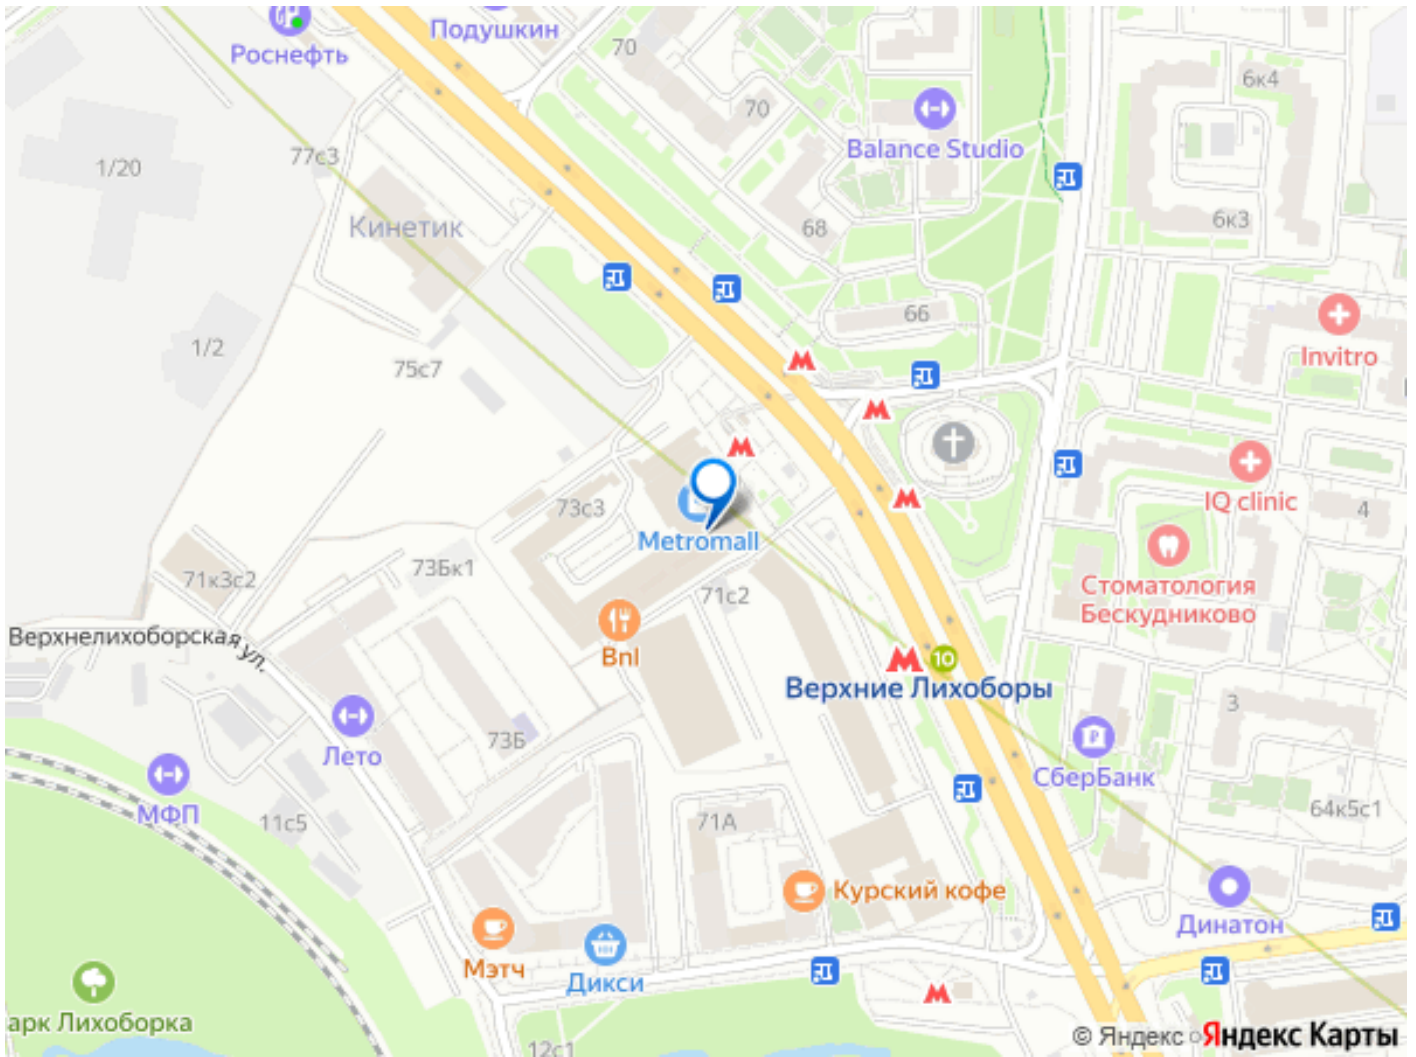 Подушкин
Роснефть
70
6к4
70
Balance Studio
77с3
1/20
68
6к3
Кинетик
66
1/2
75с7
Invitro
73с3
IQ clinic
4
Metromall
73Бк1
71к3с2
71с2
Стоматология
Бескудниково
Верхнелихоборская ул.
Bnl
10
Верхние Лихоборы
3
73Б
Лето
СберБанк
МФП
11с5
71А
64к5с1
Курский кофе
Динатон
Мэтч
Дикси
арк Лихоборка
12с1
© Яндекс
Яндекс Карты